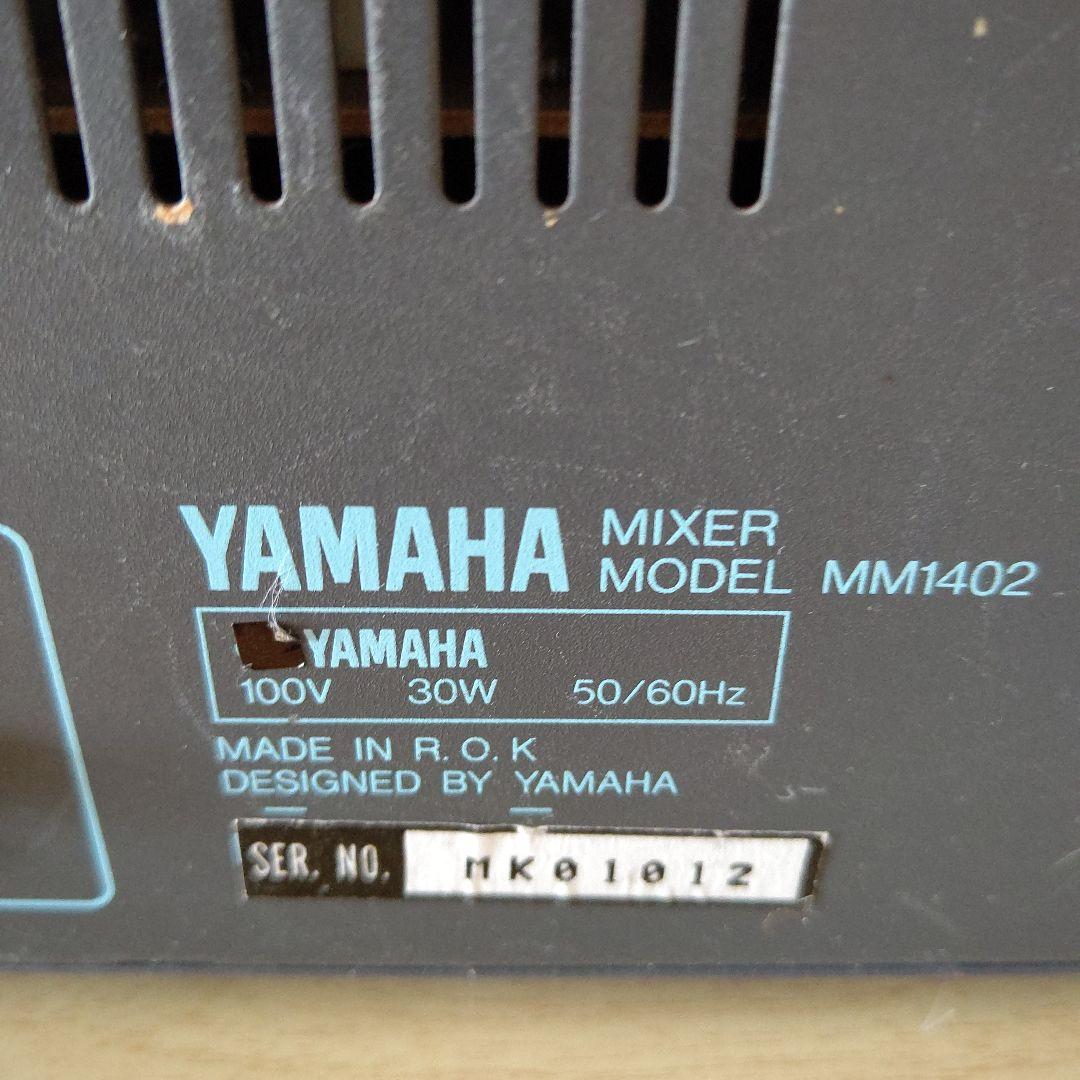 YAMAHA MIXER
MODEL MM1402
YAMAHA
100V 30W 50/60Hz
MADE IN R.O.K
DESIGNED BY YAMAHA
SER. NO. MK01012